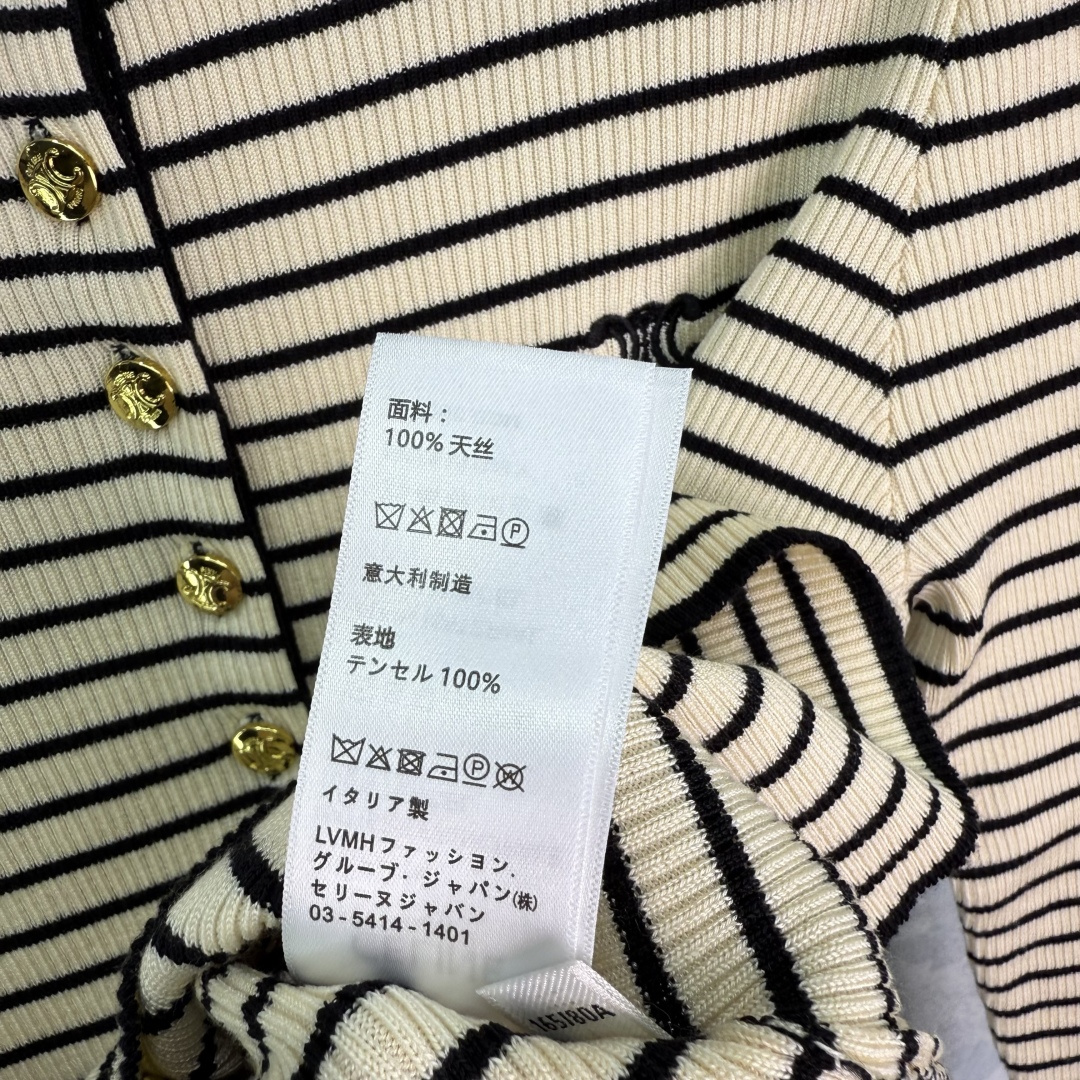 面料：
100% 天丝
P
意大利制造
表地
テンセル 100%
P W
イタリア製
LVMHファッション.
グループ・ジャパン(株)
セリーヌジャパン
03-5414-1401
165180A